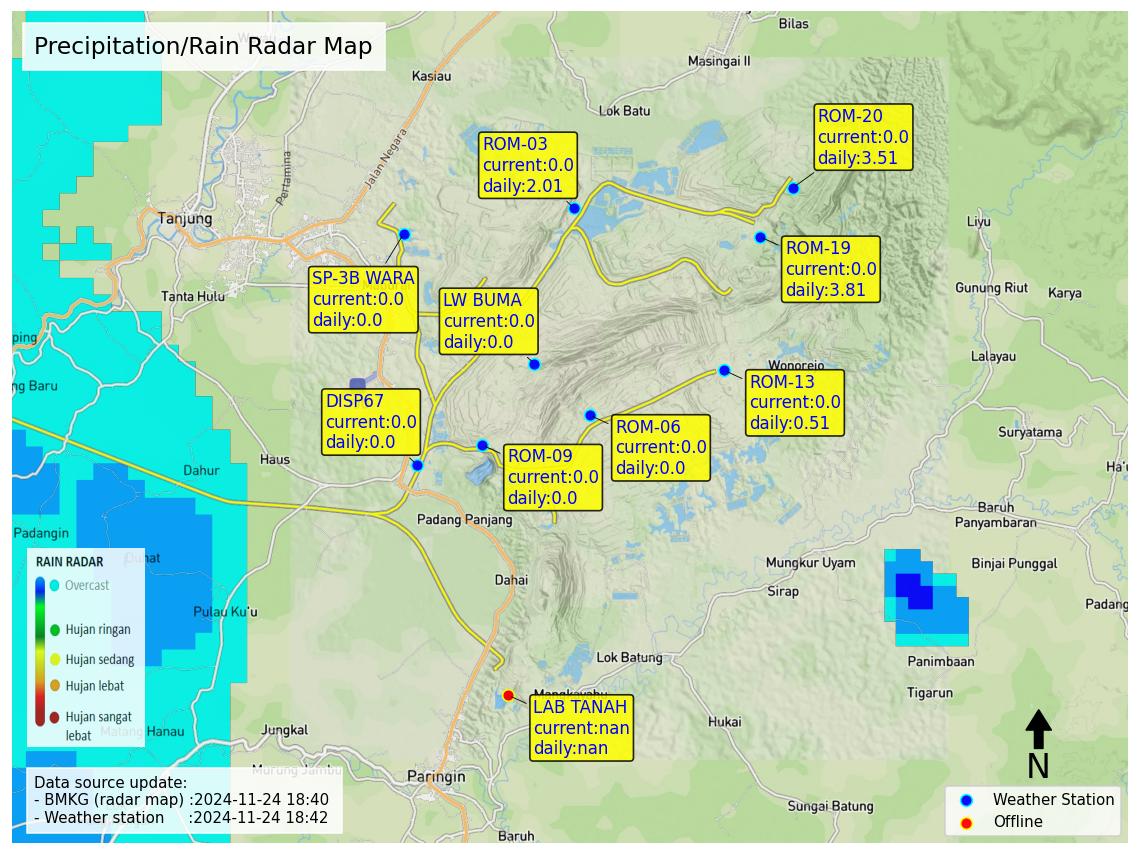 Precipitation/Rain Radar Map
Bilas
Masingai II
Kasiau
Lok Batu
ROM-20
current:0.0
daily:3.51
ROM-03
current:0.0
daily:2.01
Jalan Negara
Pertamina
Tanjung
Liyu
ROM-19
current:0.0
daily:3.81
SP-3B WARA
current:0.0
daily:0.0
LW BUMA
current:0.0
daily:0.0
Tanta Hulu
Gunung Riut
Karya
ping
Lalayau
Wonorejo
ng Baru
ROM-13
current:0.0
daily:0.51
DISP67
current:0.0
daily:0.0
ROM-06
current:0.0
daily:0.0
Suryatama
ROM-09
current:0.0
daily:0.0
Haus
Dahur
Ha'u
Baruh
Panyambaran
Padang Panjang
Padangin
Mungkur Uyam
Binjai Punggal
RAIN RADAR
Overcast
Hujan ringan
Hujan sedang
Hujan lebat
Hujan sangat
lebat
Dahai
Sirap
Padang
Pulau Ku'u
Lok Batung
Panimbaan
Tigarun
Mangkayahu
LAB TANAH
current:nan
daily:nan
Hukai
Matang Hanau
Jungkal
Murung Jambu
Paringin
N
Data source update:
- BMKG (radar map) :2024-11-24 18:40
- Weather station :2024-11-24 18:42
Sungai Batung
Baruh
Weather Station
Offline